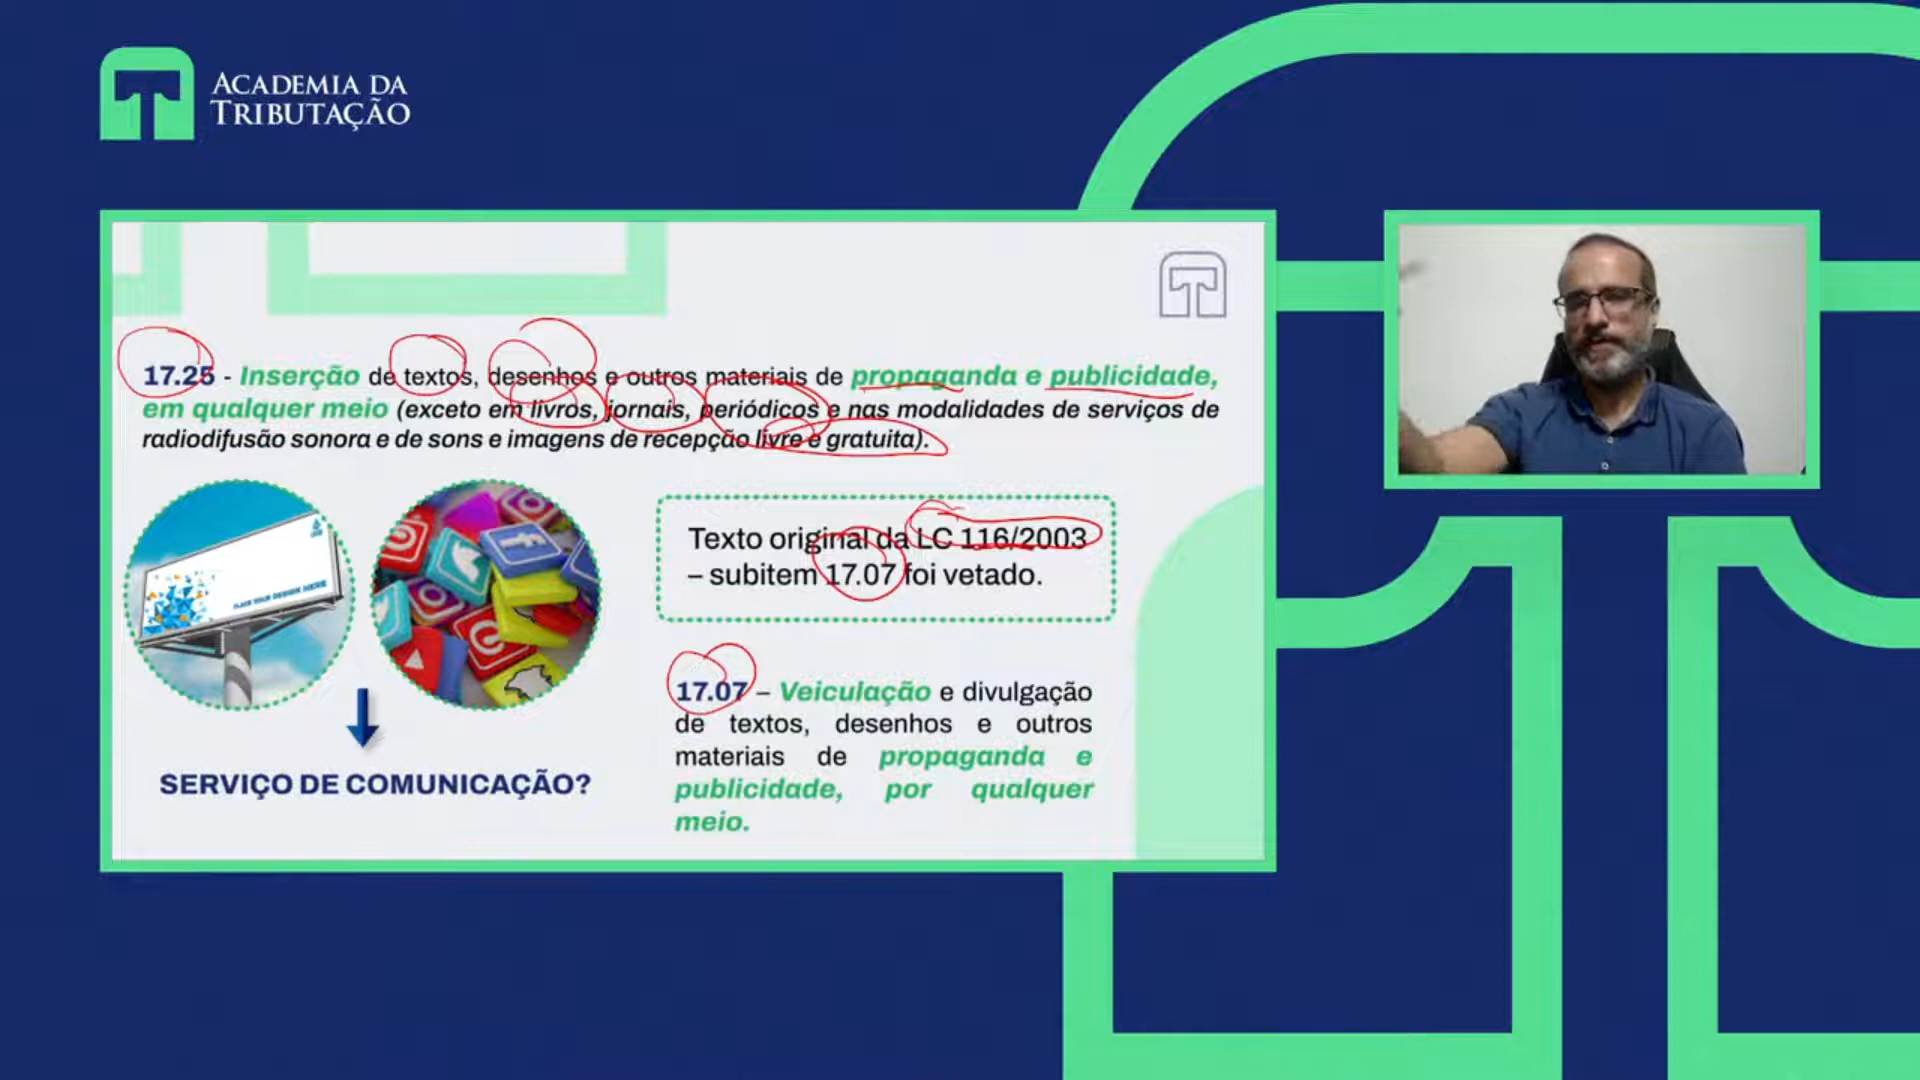 ACADEMIA DA
TRIBUTAÇÃO
17.25 - Inserção de textos, desenhos e outros materiais de propaganda e publicidade,
em qualquer meio (exceto em livros, jornais, periódicos e nas modalidades de serviços de
radiodifusão sonora e de sons e imagens de recepção livre e gratuita).
Texto original da LC 116/2003
– subitem 17.07 foi vetado.
17.07 – Veiculação e divulgação
de textos, desenhos e outros
materiais de propaganda e
publicidade, por qualquer
meio.
SERVIÇO DE COMUNICAÇÃO?